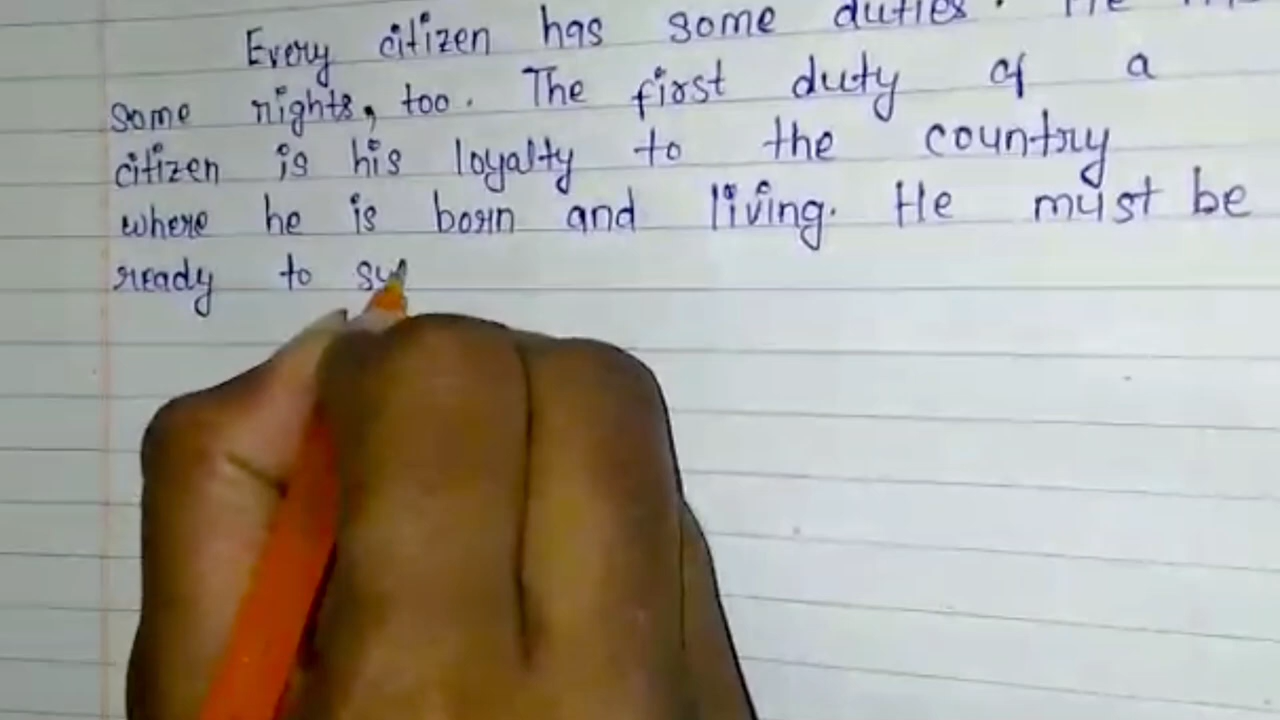 Every citizen has some duties. He
some rights, too. The first duty of a
citizen is his loyalty to the country
where he is born and living. He must be
ready to